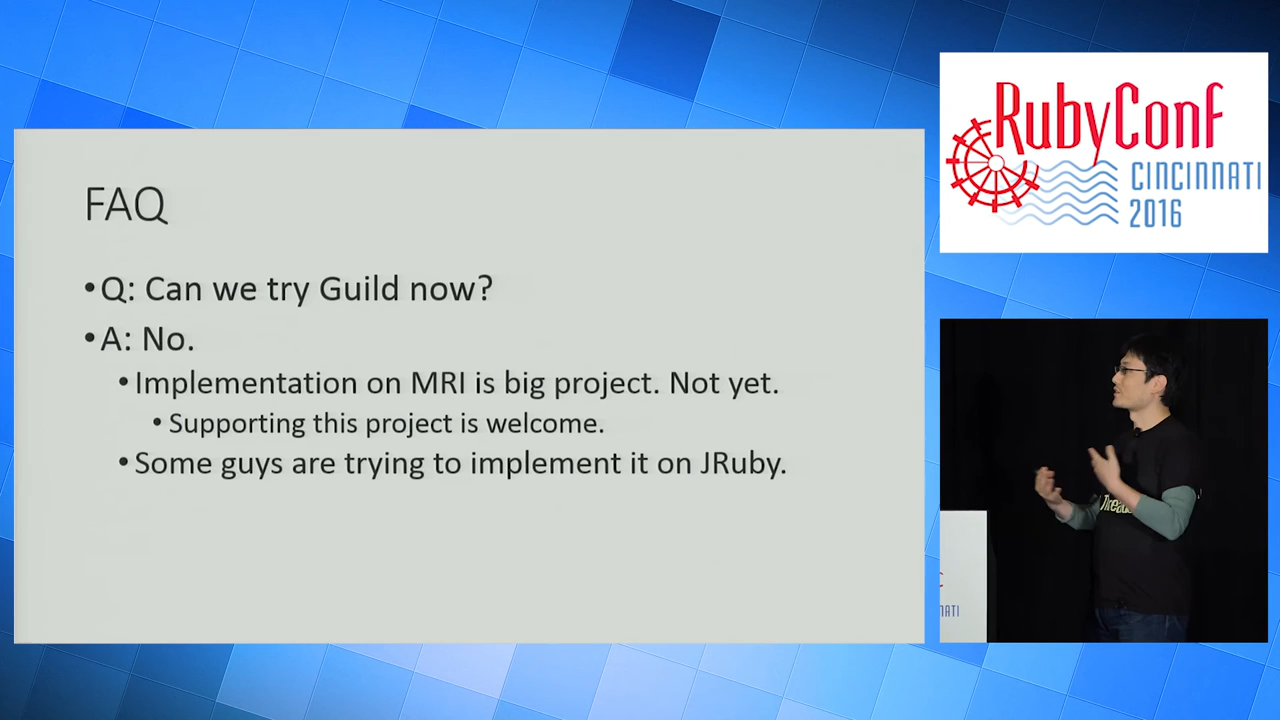 FAQ
•Q: Can we try Guild now?
•A: No.
•Implementation on MRI is big project. Not yet.
•Supporting this project is welcome.
•Some guys are trying to implement it on JRuby.
RubyConf
CINCINNATI
2016